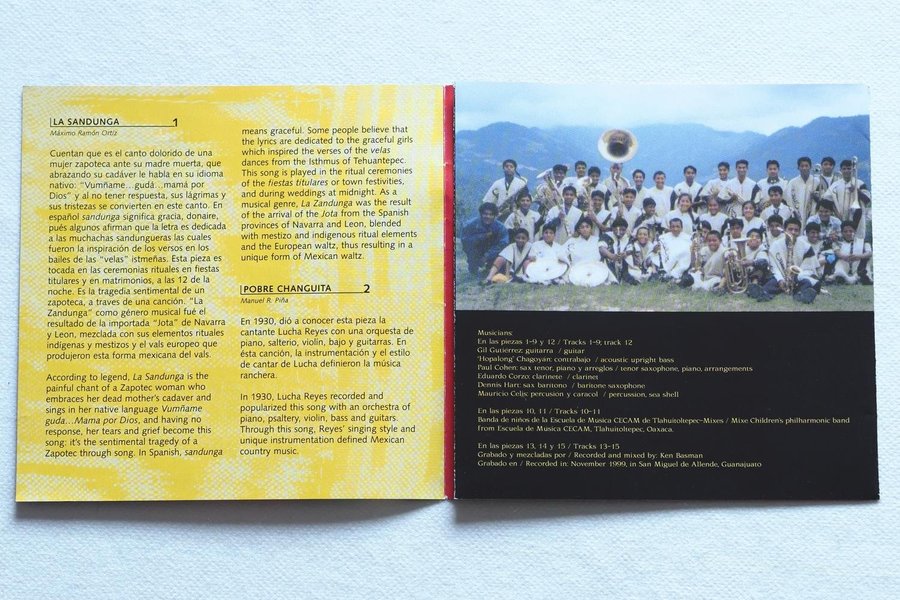 LA SANDUNGA 1
Máximo Ramón Ortíz
Cuentan que es el canto dolorido de una
mujer zapoteca ante su madre muerta, que
abrazando su cadáver le habla en su idioma
nativo: "Vumñame...gudá...mamá por
Dios" y al no tener respuesta, sus lágrimas y
sus tristezas se convierten en este canto. En
español sandunga significa gracia, donaire,
pués algunos afirman que la letra es dedicada
a las muchachas sandungueras las cuales
fueron la inspiración de los versos en los
bailes de las "velas" istmeñas. Esta pieza es
tocada en las ceremonias rituales en fiestas
titulares y en matrimonios, a las 12 de la
noche. Es la tragedia sentimental de un
zapoteca, a traves de una canción. "La
Zandunga" como género musical fué el
resultado de la importada "Jota" de Navarra
y Leon, mezclada con sus elementos rituales
indígenas y mestizos y el vals europeo que
produjeron esta forma mexicana del vals.
According to legend, La Sandunga is the
painful chant of a Zapotec woman who
embraces her dead mother's cadaver and
sings in her native language Vumñame
guda...Mama por Dios, and having no
response, her tears and grief become this
song: it's the sentimental tragedy of a
Zapotec through song. In Spanish, sandunga
means graceful. Some people believe that
the lyrics are dedicated to the graceful girls
which inspired the verses of the velas
dances from the Isthmus of Tehuantepec.
This song is played in the ritual ceremonies
of the fiestas titulares or town festivities,
and during weddings at midnight. As a
musical genre, La Zandunga was the result
of the arrival of the Jota from the Spanish
provinces of Navarra and Leon, blended
with mestizo and indigenous ritual elements
and the European waltz, thus resulting in a
unique form of Mexican waltz.
POBRE CHANGUITA 2
Manuel R. Piña
En 1930, dió a conocer esta pieza la
cantante Lucha Reyes con una orquesta de
piano, salterio, violín, bajo y guitarras. En
ésta canción, la instrumentación y el estilo
de cantar de Lucha definieron la música
ranchera.
In 1930, Lucha Reyes recorded and
popularized this song with an orchestra of
piano, psaltery, violin, bass and guitars.
Through this song, Reyes' singing style and
unique instrumentation defined Mexican
country music.
Musicians:
En las piezas 1-9 y 12 / Tracks 1-9; track 12
Gil Gutierrez: guitarra / guitar
'Hopalong' Chagoyán: contrabajo / acoustic upright bass
Paul Cohen: sax tenor, piano y arreglos / tenor saxophone, piano, arrangements
Eduardo Corzo: clarinete / clarinet
Dennis Hart: sax barítono / baritone saxophone
Mauricio Celis: percusion y caracol / percussion, sea shell
En las piezas 10, 11 / Tracks 10-11
Banda de niños de la Escuela de Musica CECAM de Tlahuitoltepec-Mixes / Mixe Children's philharmonic band
from Escuela de Música CECAM, Tlahuitoltepec, Oaxaca.
En las piezas 13, 14 y 15 / Tracks 13-15
Grabado y mezcladas por / Recorded and mixed by: Ken Basman
Grabado en / Recorded in: November 1999, in San Miguel de Allende, Guanajuato